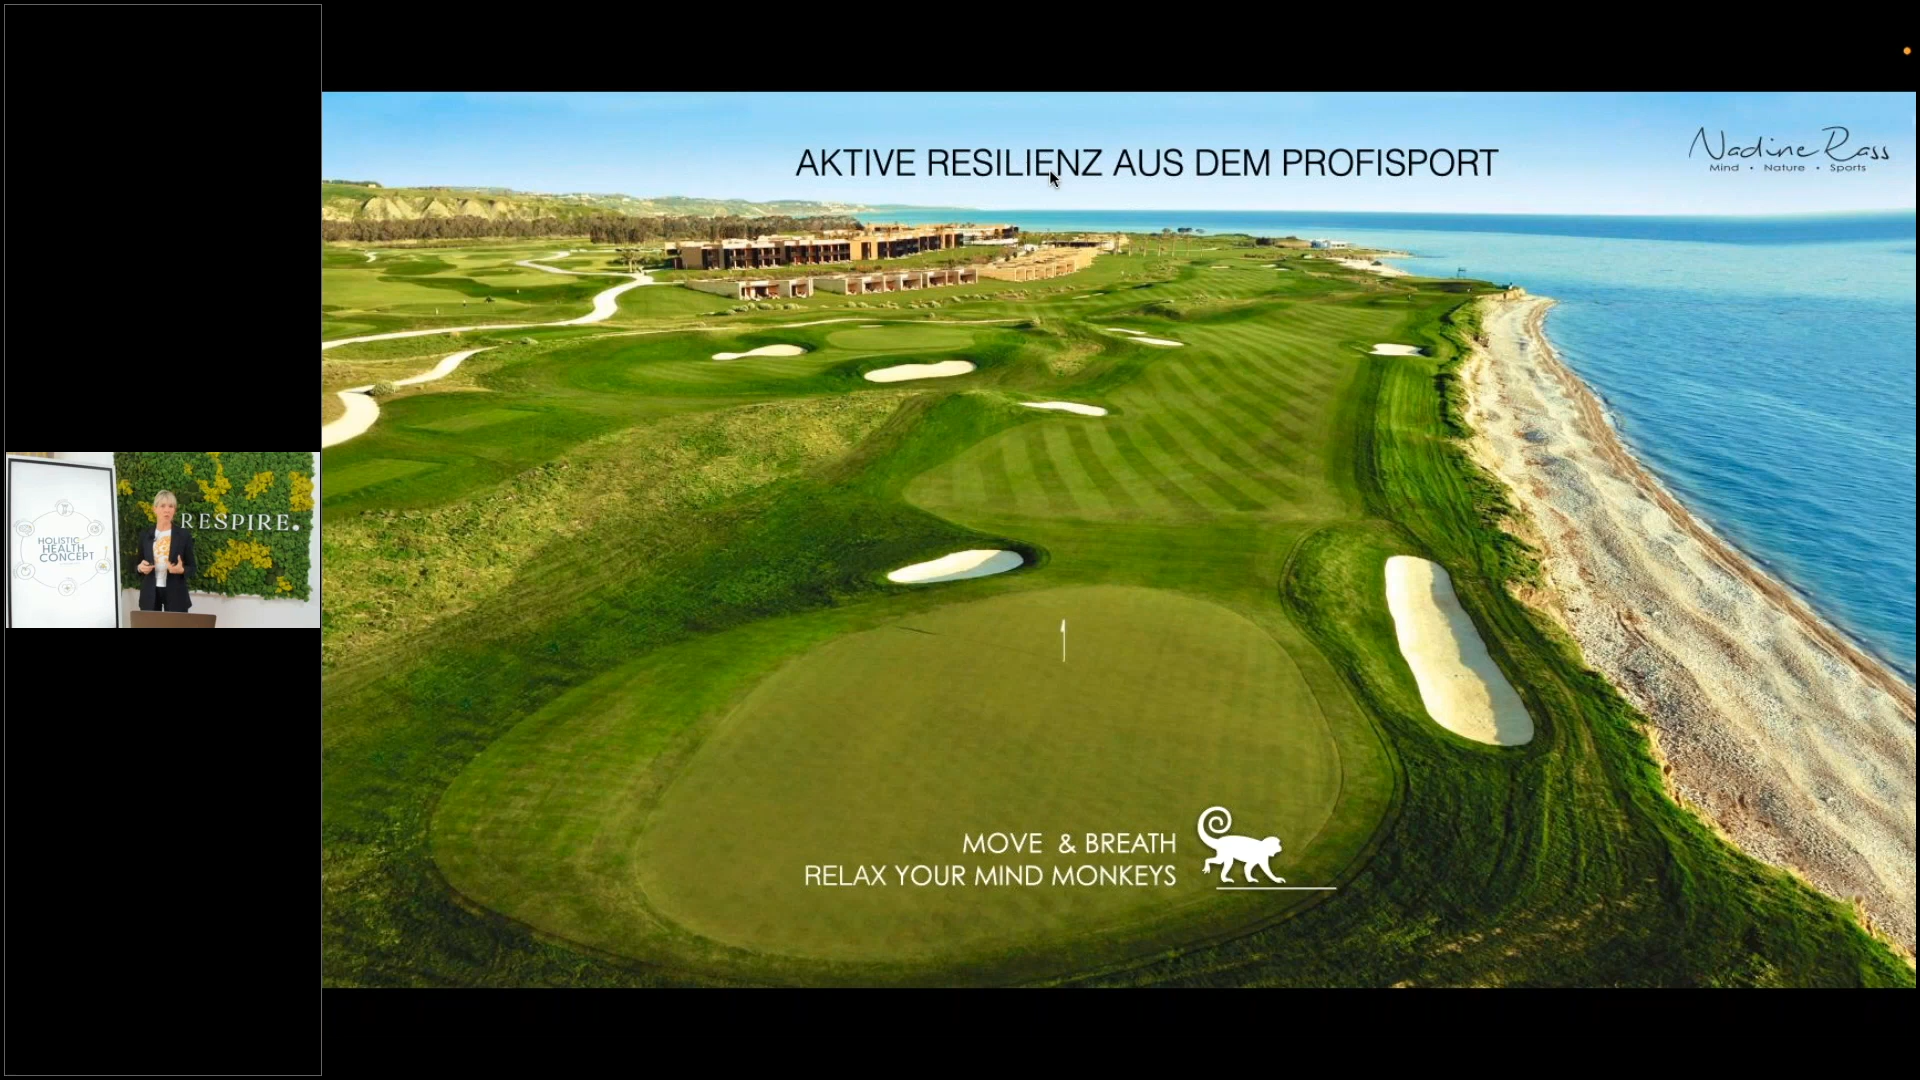 AKTIVE RESILIENZ AUS DEM PROFISPORT
Nadine Rass
Mind • Nature • Sports
HOLISTIC
HEALTH
CONCEPT
RESPIRE.
MOVE & BREATH
RELAX YOUR MIND MONKEYS